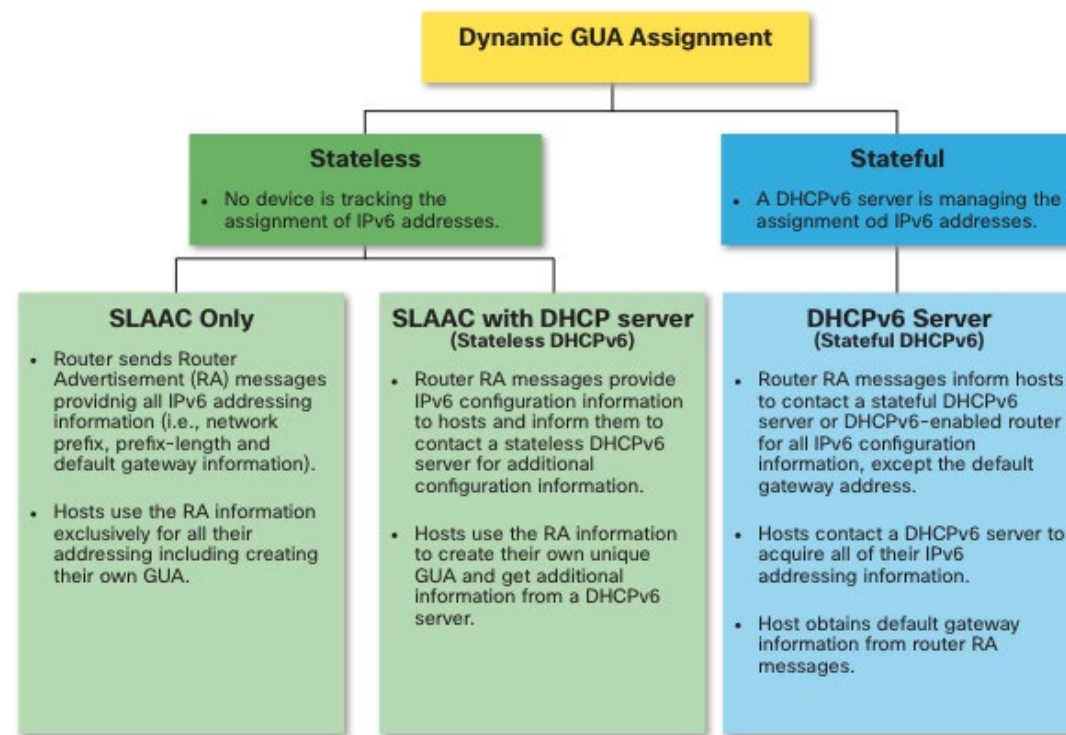 Dynamic GUA Assignment
Stateless
• No device is tracking the
assignment of IPv6 addresses.
Stateful
• A DHCPv6 server is managing the
assignment od IPv6 addresses.
SLAAC Only
• Router sends Router
Advertisement (RA) messages
providnig all IPv6 addressing
information (i.e., network
prefix, prefix-length and
default gateway information).
• Hosts use the RA information
exclusively for all their
addressing including creating
their own GUA.
SLAAC with DHCP server
(Stateless DHCPv6)
• Router RA messages provide
IPv6 configuration information
to hosts and inform them to
contact a stateless DHCPv6
server for additional
configuration information.
• Hosts use the RA information
to create their own unique
GUA and get additional
information from a DHCPv6
server.
DHCPv6 Server
(Stateful DHCPv6)
• Router RA messages inform hosts
to contact a stateful DHCPv6
server or DHCPv6-enabled router
for all IPv6 configuration
information, except the default
gateway address.
• Hosts contact a DHCPv6 server to
acquire all of their IPv6
addressing information.
• Host obtains default gateway
information from router RA
messages.